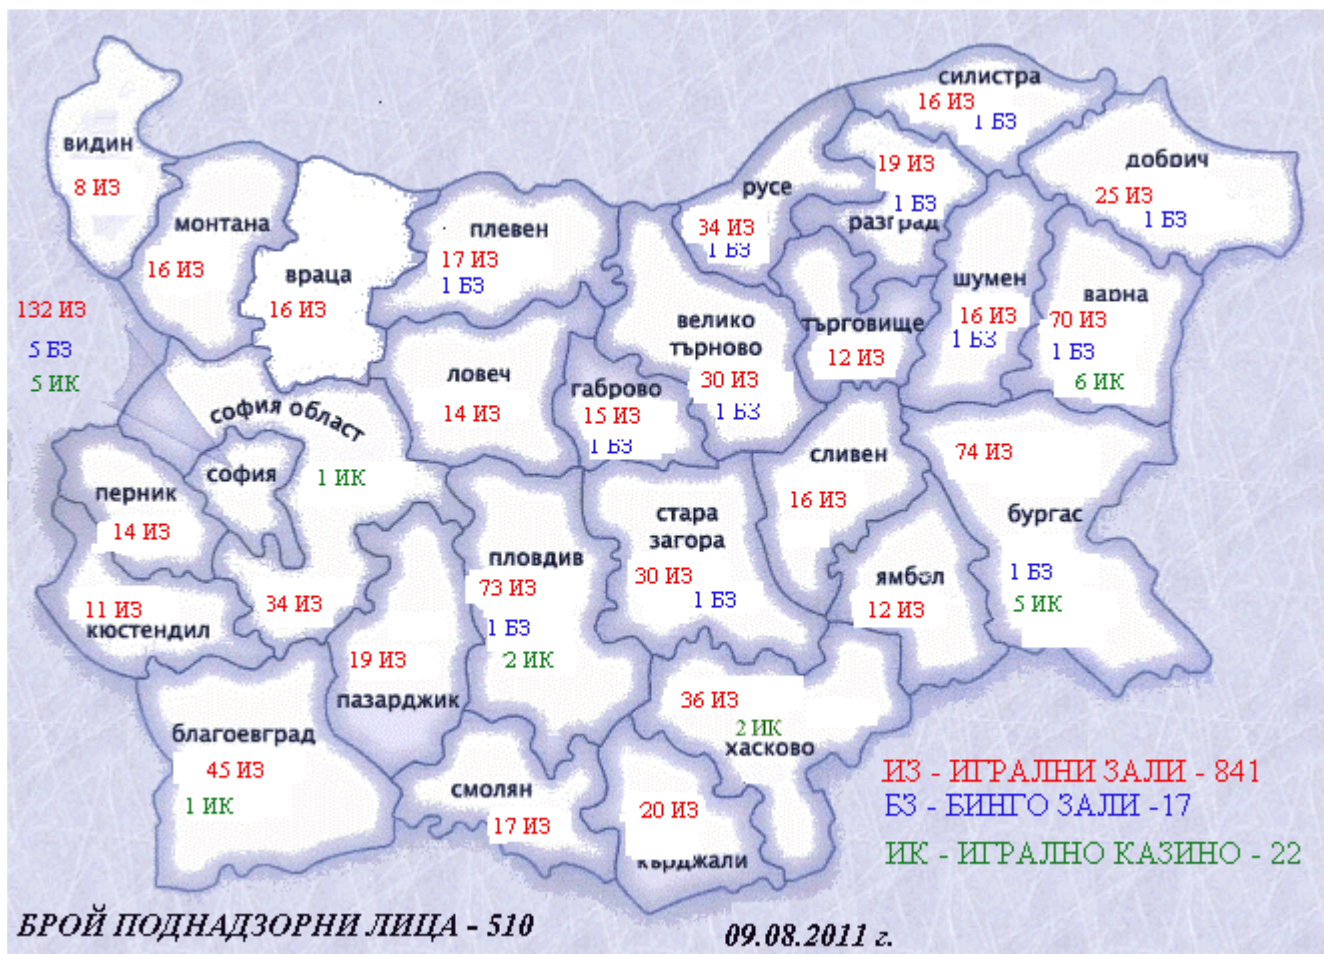 силистра
16 ИЗ
1 БЗ
видин
8 ИЗ
добрич
25 ИЗ
1 БЗ
19 ИЗ
1 БЗ
разград
русе
34 ИЗ
1 БЗ
монтана
16 ИЗ
враца
16 ИЗ
плевен
17 ИЗ
1 БЗ
шумен
16 ИЗ
1 БЗ
варна
70 ИЗ
1 БЗ
6 ИК
132 ИЗ
5 БЗ
5 ИК
велико
търново
30 ИЗ
1 БЗ
търговище
12 ИЗ
ловеч
14 ИЗ
габрово
15 ИЗ
1 БЗ
софия област
1 ИК
34 ИЗ
софия
перник
14 ИЗ
сливен
16 ИЗ
74 ИЗ
бургас
1 БЗ
5 ИК
стара
загора
30 ИЗ
1 БЗ
пловдив
73 ИЗ
1 БЗ
2 ИК
ямбол
12 ИЗ
11 ИЗ
кюстендил
19 ИЗ
пазарджик
36 ИЗ
2 ИК
хасково
благоевград
45 ИЗ
1 ИК
смолян
17 ИЗ
20 ИЗ
кърджали
ИЗ - ИГРАЛНИ ЗАЛИ - 841
БЗ - БИНГО ЗАЛИ -17
ИК - ИГРАЛНО КАЗИНО - 22
БРОЙ ПОДНАДЗОРНИ ЛИЦА - 510
09.08.2011 г.